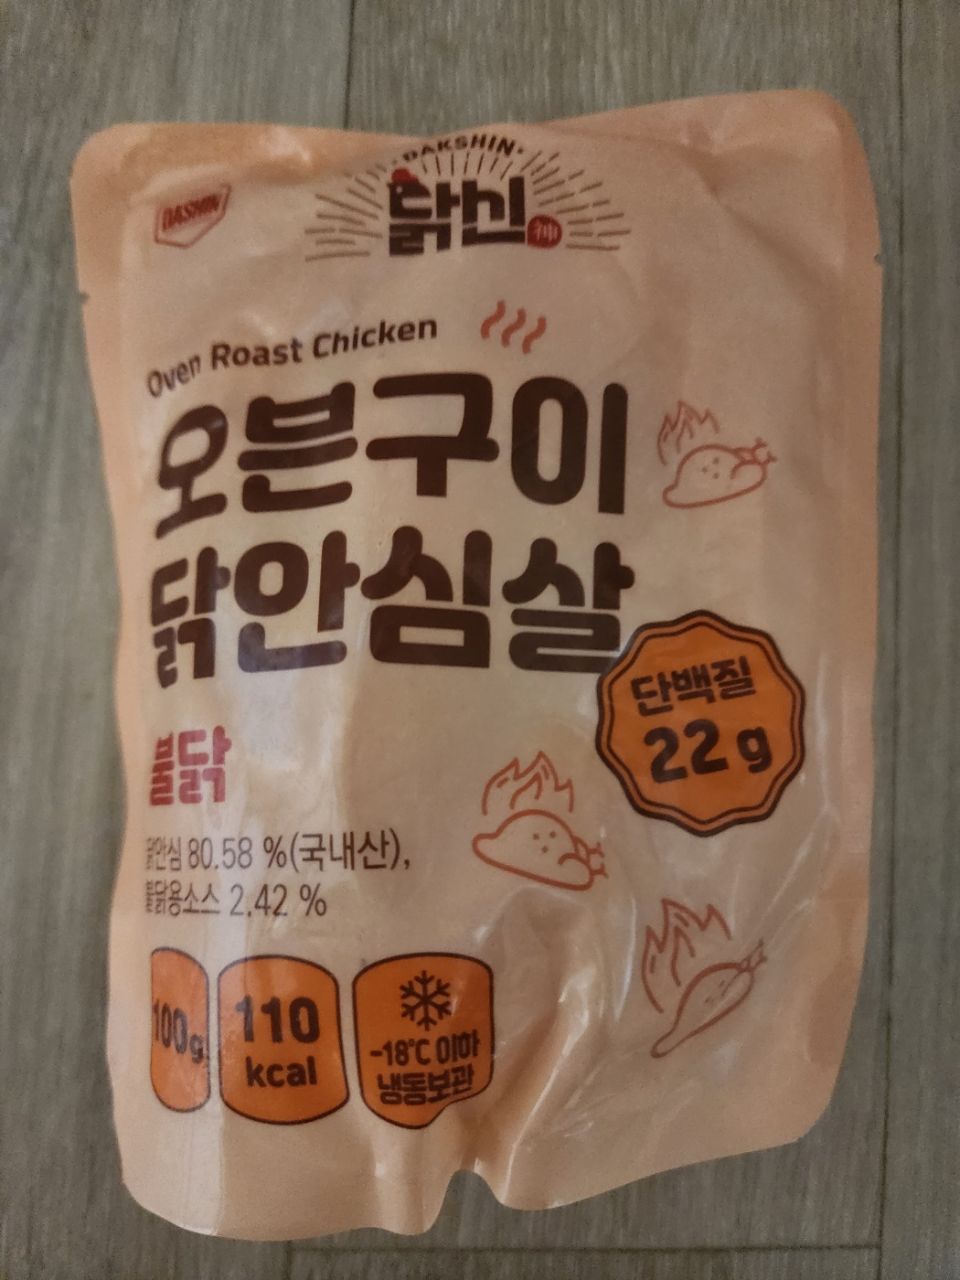 DASHIN
·DAKSHIN·
닭신
神
Oven Roast Chicken
오븐구이
닭안심살
단백질
22 g
불닭
닭안심 80.58 %(국내산),
불닭용소스 2.42 %
100g
110
kcal
-18℃ 이하
냉동보관